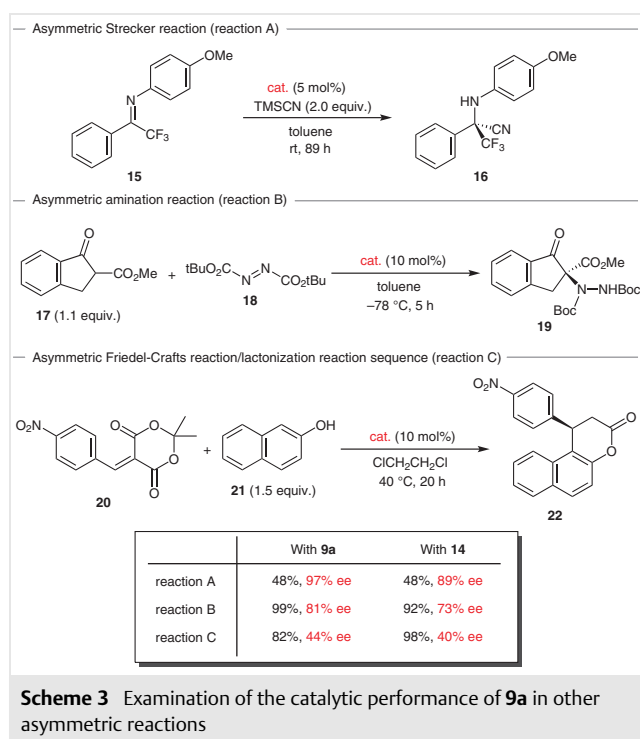 Asymmetric Strecker reaction (reaction A)
OMe
N
CF3
15
cat. (5 mol%)
TMSCN (2.0 equiv.)
toluene
rt, 89 h
OMe
HN
CN
CF3
16
Asymmetric amination reaction (reaction B)
O
CO2Me
17 (1.1 equiv.)
+
tBuO2C
N
N
CO2tBu
18
cat. (10 mol%)
toluene
–78 °C, 5 h
O
CO2Me
N
NHBoc
Boc
19
Asymmetric Friedel-Crafts reaction/lactonization reaction sequence (reaction C)
O2N
O
O
O
O
20
+
OH
21 (1.5 equiv.)
cat. (10 mol%)
ClCH2CH2Cl
40 °C, 20 h
O2N
O
O
22
With 9a With 14
reaction A 48%, 97% ee 48%, 89% ee
reaction B 99%, 81% ee 92%, 73% ee
reaction C 82%, 44% ee 98%, 40% ee
Scheme 3 Examination of the catalytic performance of 9a in other
asymmetric reactions